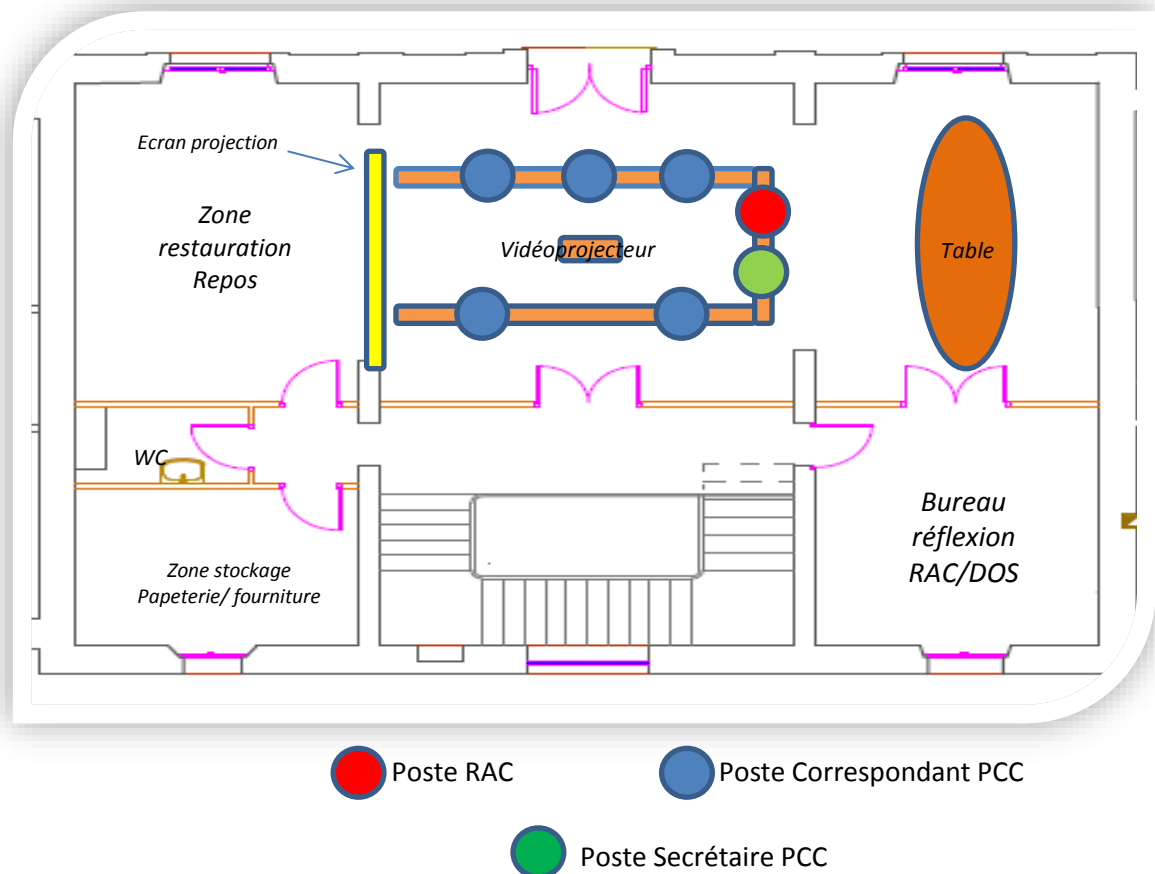 Ecran projection
Zone
restauration
Repos
Vidéoprojecteur
Table
WC
Zone stockage
Papeterie/ fourniture
Bureau
réflexion
RAC/DOS
Poste RAC
Poste Correspondant PCC
Poste Secrétaire PCC